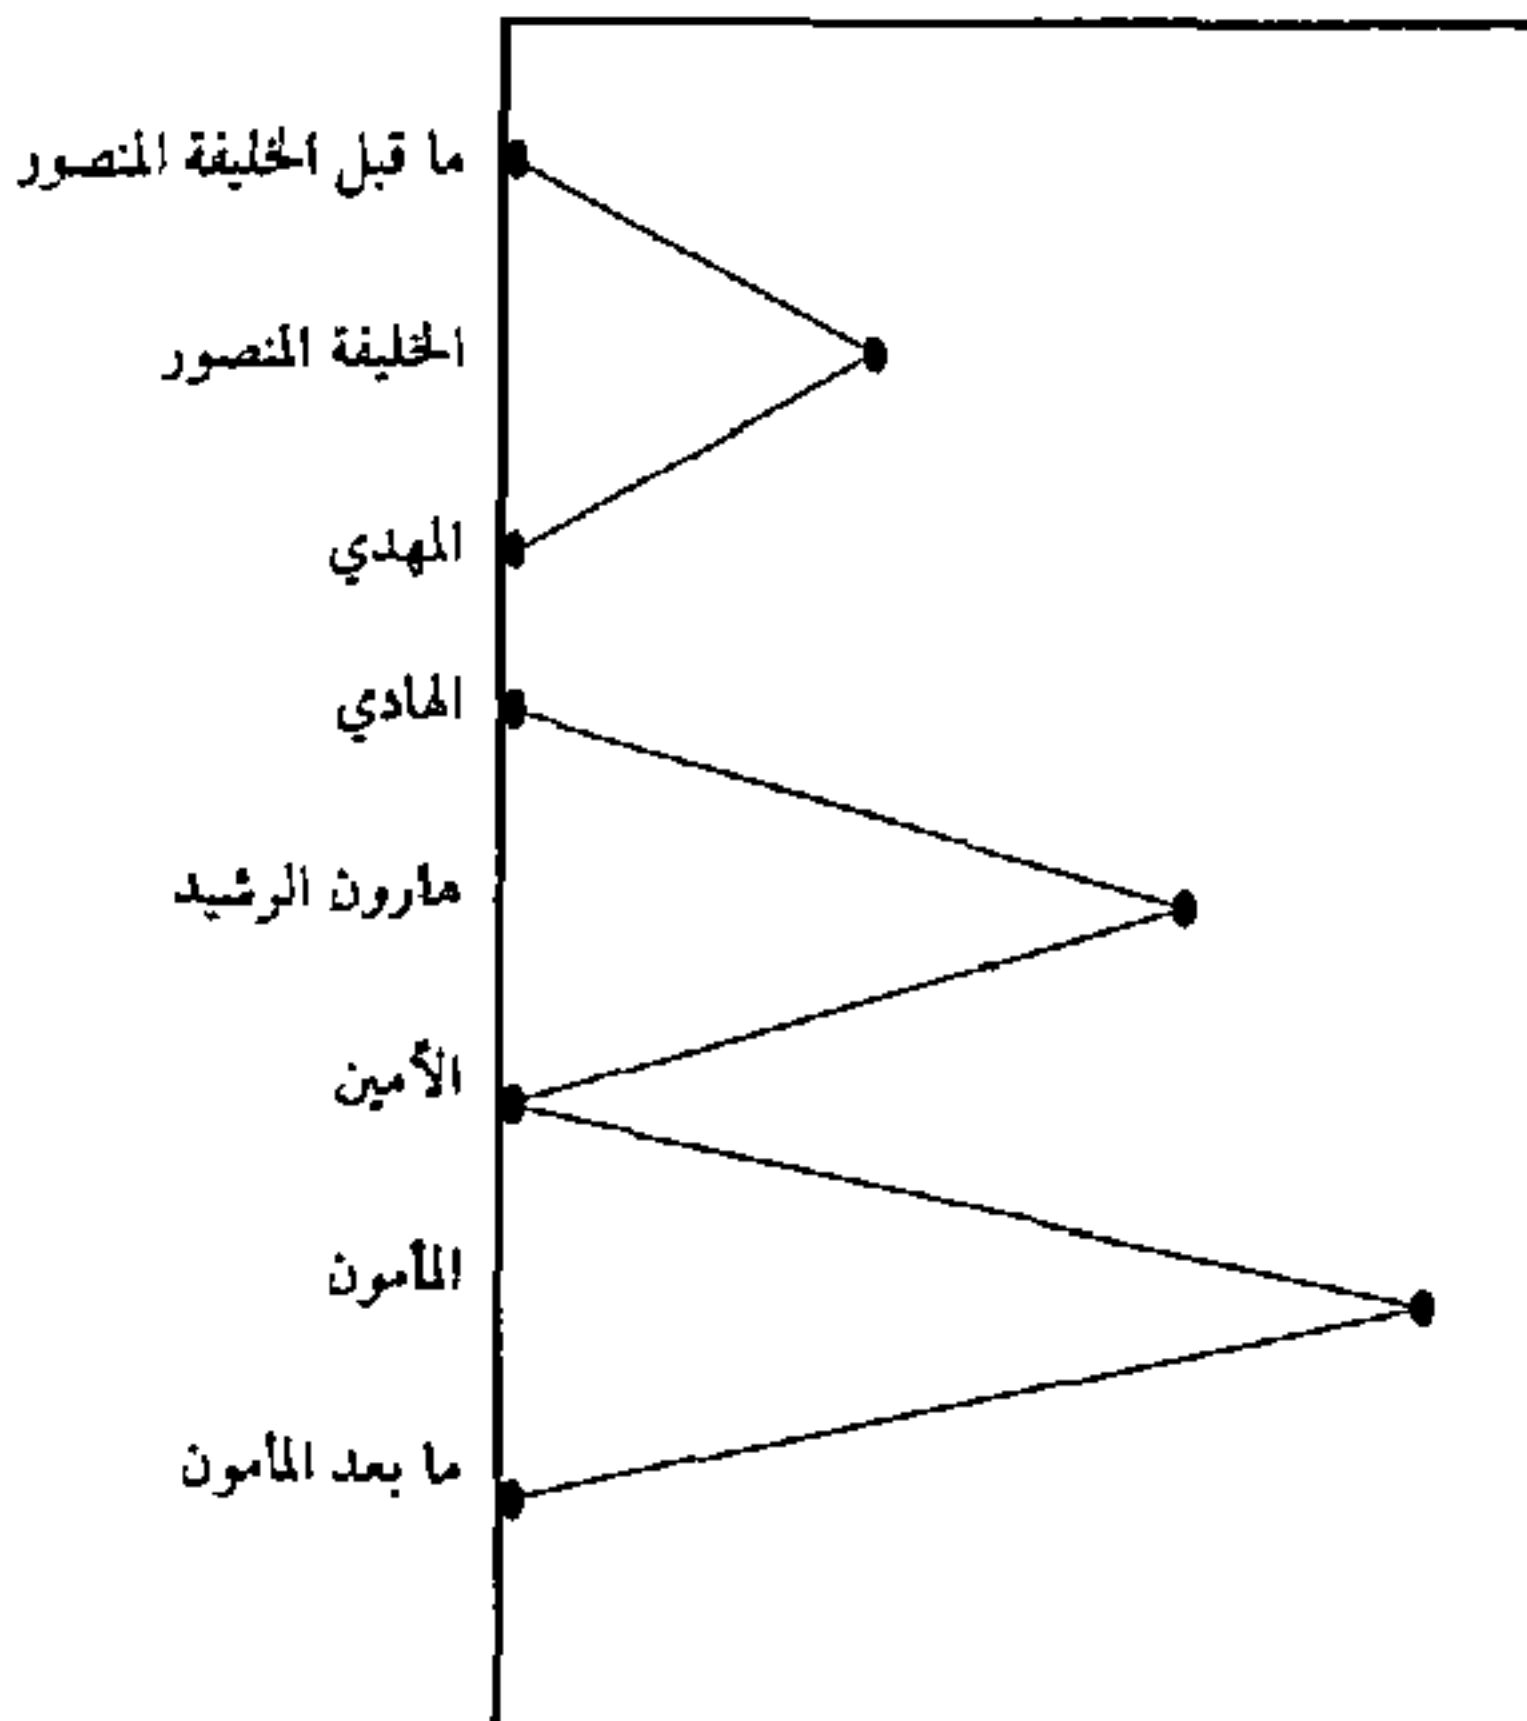 ما قبل الخليفة المنصور
الخليفة المنصور
المهدي
الهادي
هارون الرشيد
الأمين
المأمون
ما بعد المأمون